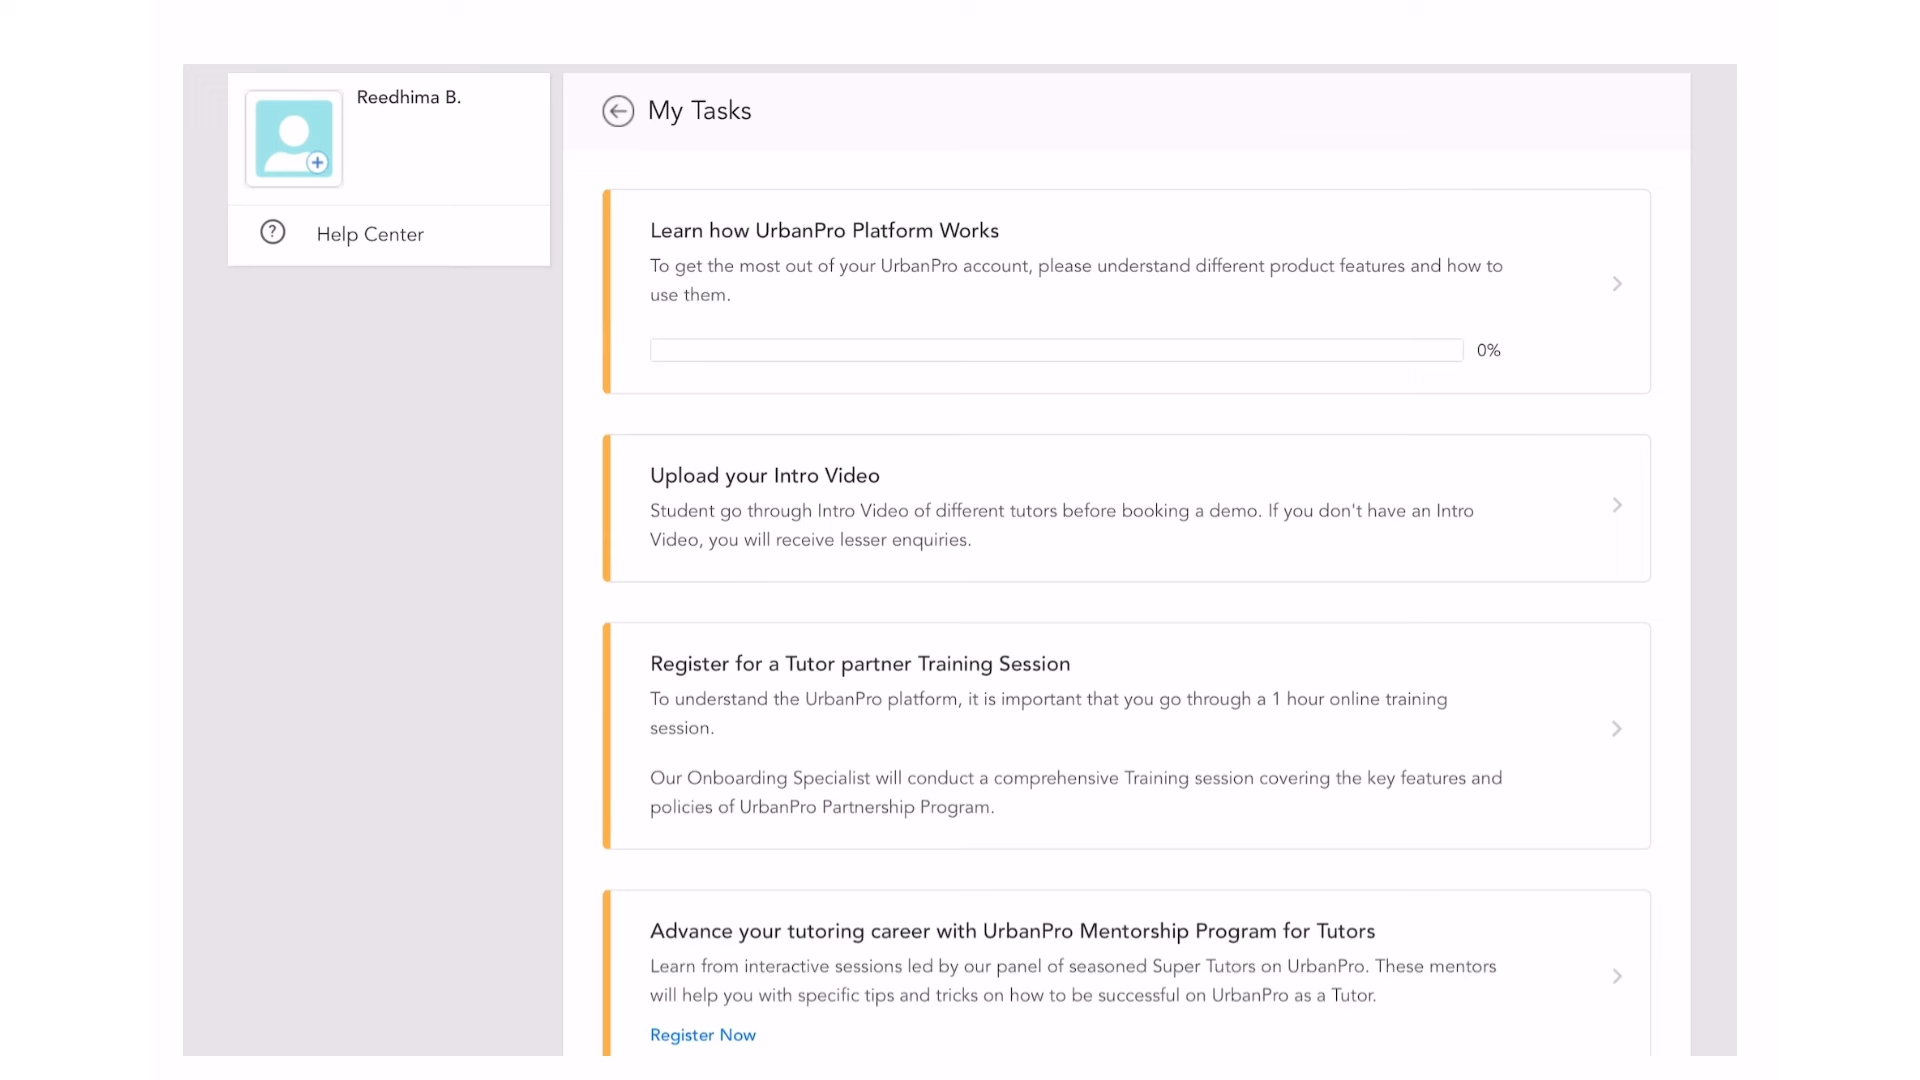 Reedhima B.
Help Center
My Tasks
Learn how UrbanPro Platform Works
To get the most out of your UrbanPro account, please understand different product features and how to
use them.
0%
Upload your Intro Video
Student go through Intro Video of different tutors before booking a demo. If you don't have an Intro
Video, you will receive lesser enquiries.
Register for a Tutor partner Training Session
To understand the UrbanPro platform, it is important that you go through a 1 hour online training
session.
Our Onboarding Specialist will conduct a comprehensive Training session covering the key features and
policies of UrbanPro Partnership Program.
Advance your tutoring career with UrbanPro Mentorship Program for Tutors
Learn from interactive sessions led by our panel of seasoned Super Tutors on UrbanPro. These mentors
will help you with specific tips and tricks on how to be successful on UrbanPro as a Tutor.
Register Now